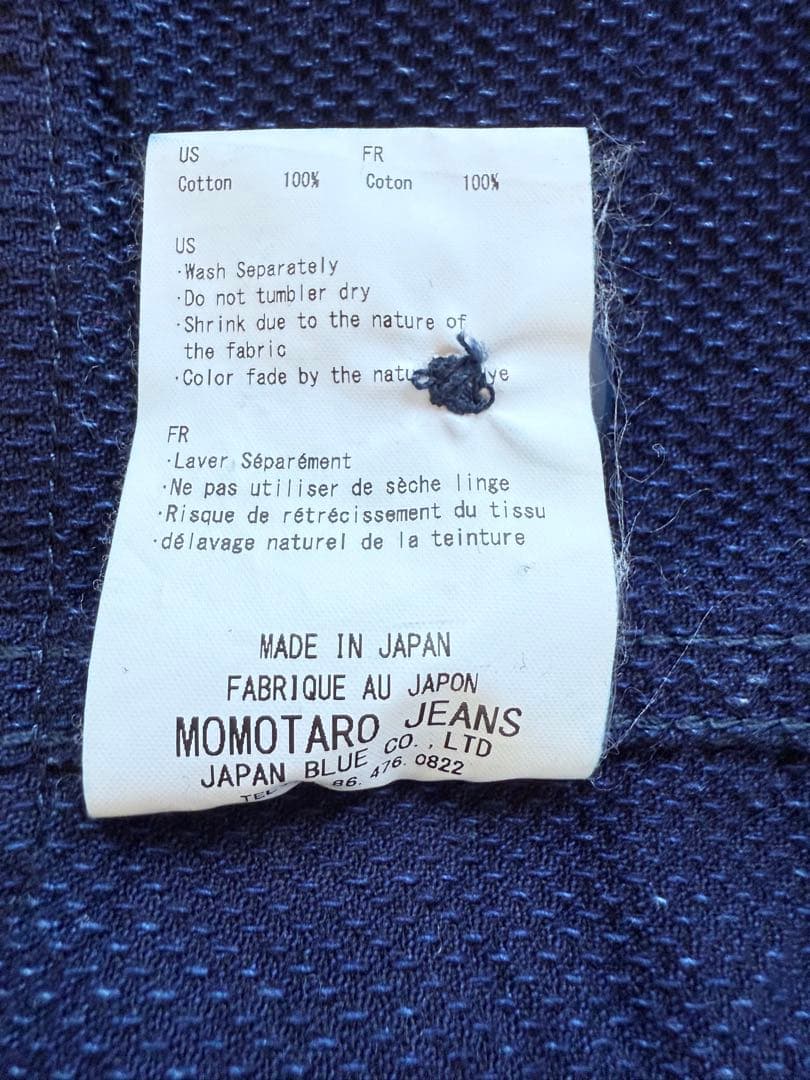 US FR
Cotton 100% Coton 100%
US
·Wash Separately
·Do not tumbler dry
·Shrink due to the nature of
the fabric
·Color fade by the
FR
·Laver Séparément
·Ne pas utiliser de sèche linge
·Risque de rétrécissement du tissu
·délavage naturel de la teinture
MADE IN JAPAN
FABRIQUE AU JAPON
MOMOTARO JEANS
JAPAN BLUE CO.,LTD
86. 476. 0822